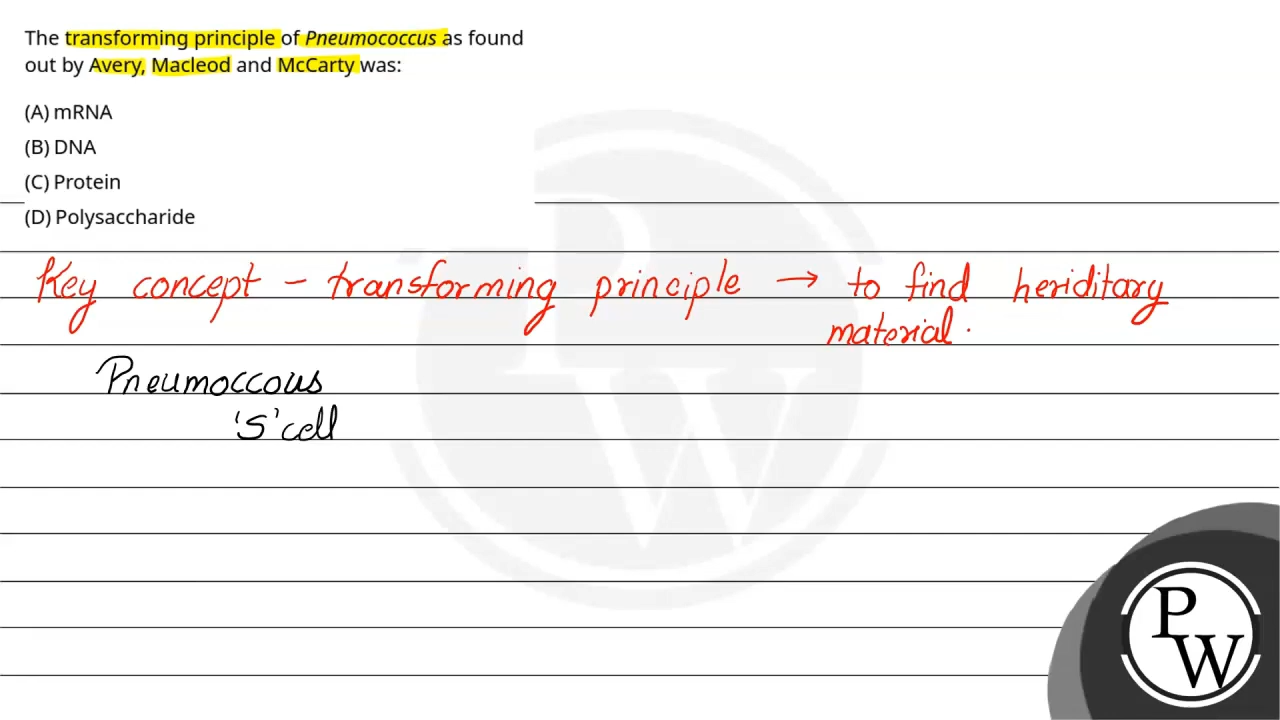 The transforming principle of Pneumococcus as found
out by Avery, Macleod and McCarty was:
(A) mRNA
(B) DNA
(C) Protein
(D) Polysaccharide
Key concept - transforming principle → to find heriditary
material.
Pneumoccous
'S' cell
PW
PW